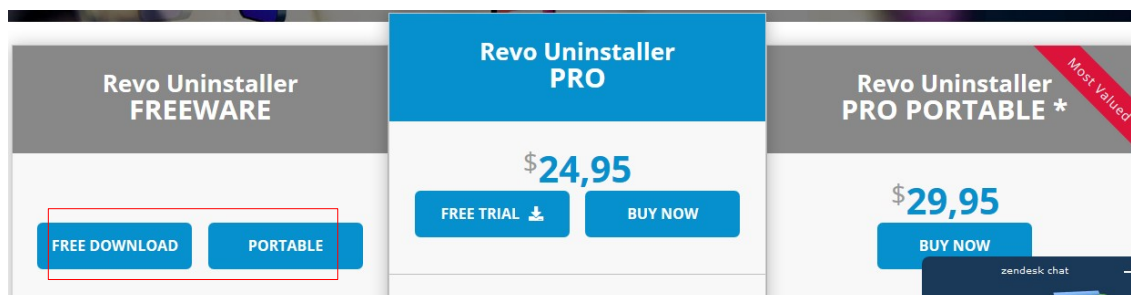 Revo Uninstaller
FREEWARE
FREE DOWNLOAD
PORTABLE
Revo Uninstaller
PRO
$24,95
FREE TRIAL
BUY NOW
Revo Uninstaller
PRO PORTABLE *
Most Valued
$29,95
BUY NOW
zendesk chat